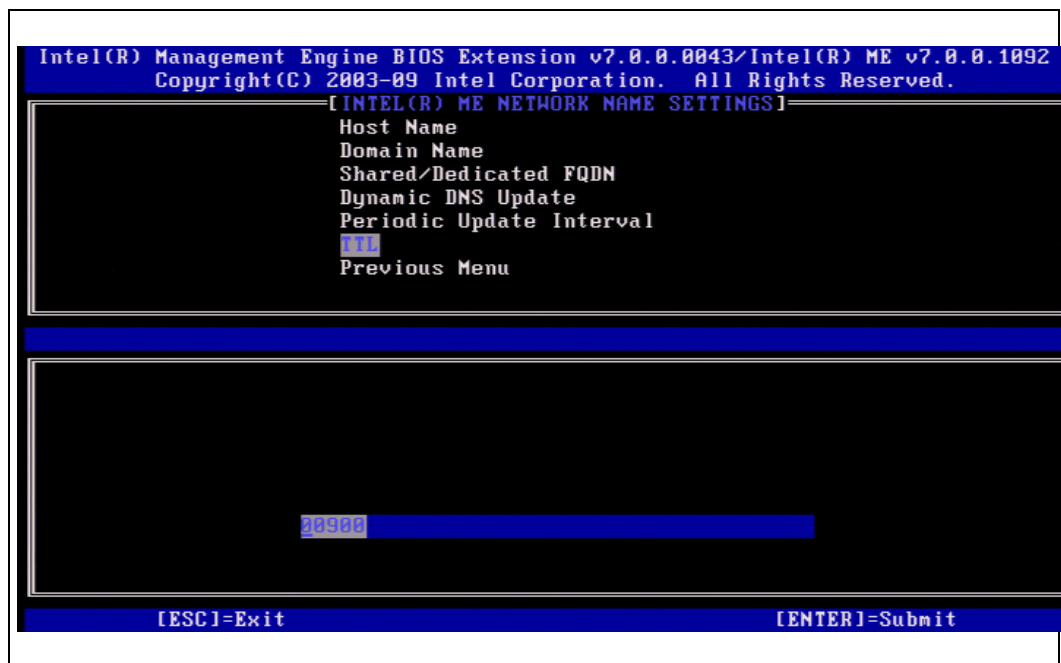 Intel(R) Management Engine BIOS Extension v7.0.0.0043/Intel(R) ME v7.0.0.1092
Copyright(C) 2003-09 Intel Corporation. All Rights Reserved.
[INTEL(R) ME NETWORK NAME SETTINGS]
Host Name
Domain Name
Shared/Dedicated FQDN
Dynamic DNS Update
Periodic Update Interval
TTL
Previous Menu
00900
[ESC]=Exit [ENTER]=Submit